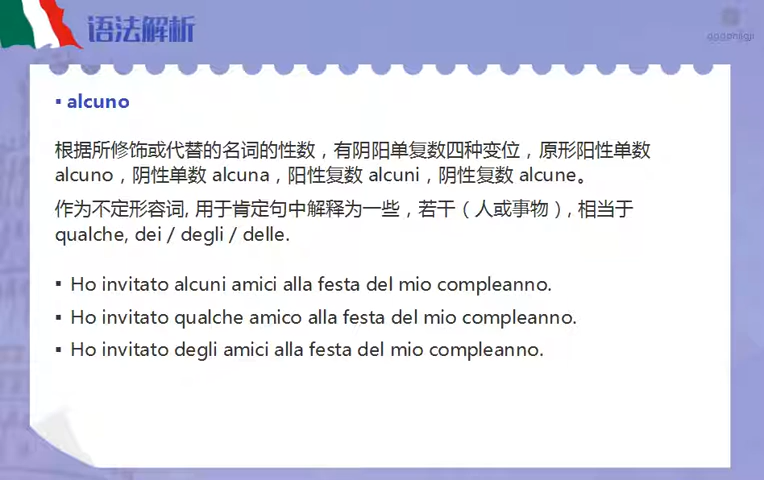 语法解析
▪ alcuno
根据所修饰或代替的名词的性数，有阴阳单复数四种变位，原形阳性单数
alcuno，阴性单数 alcuna，阳性复数 alcuni，阴性复数 alcune。
作为不定形容词, 用于肯定句中解释为一些，若干（人或事物）, 相当于
qualche, dei / degli / delle.
▪ Ho invitato alcuni amici alla festa del mio compleanno.
▪ Ho invitato qualche amico alla festa del mio compleanno.
▪ Ho invitato degli amici alla festa del mio compleanno.